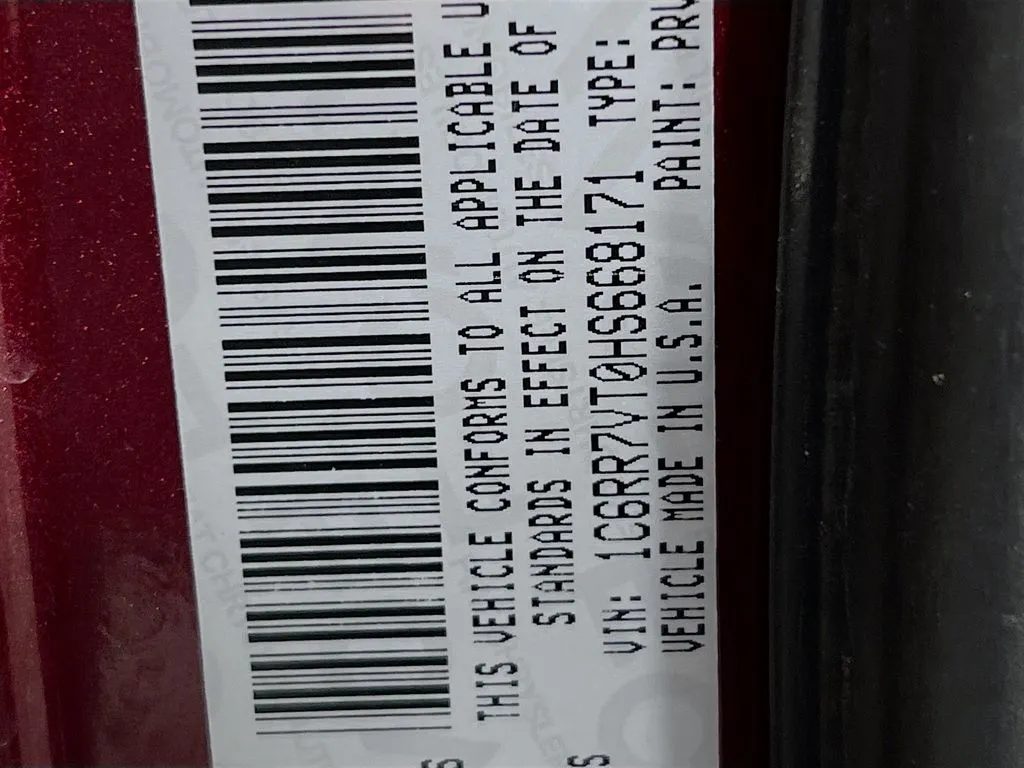 THIS VEHICLE CONFORMS TO ALL APPLICABLE U
STANDARDS IN EFFECT ON THE DATE OF
VIN: 1C6RR7VT0HS668171 TYPE:
VEHICLE MADE IN U.S.A. PAINT: PRV